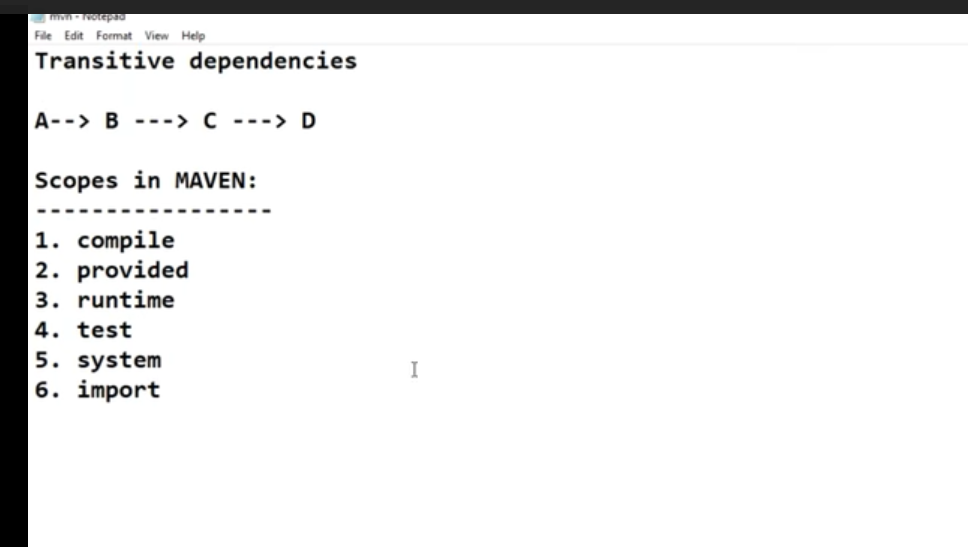 mvn - Notepad
File Edit Format View Help
Transitive dependencies
A--> B ---> C ---> D
Scopes in MAVEN:
-----------------
1. compile
2. provided
3. runtime
4. test
5. system
6. import